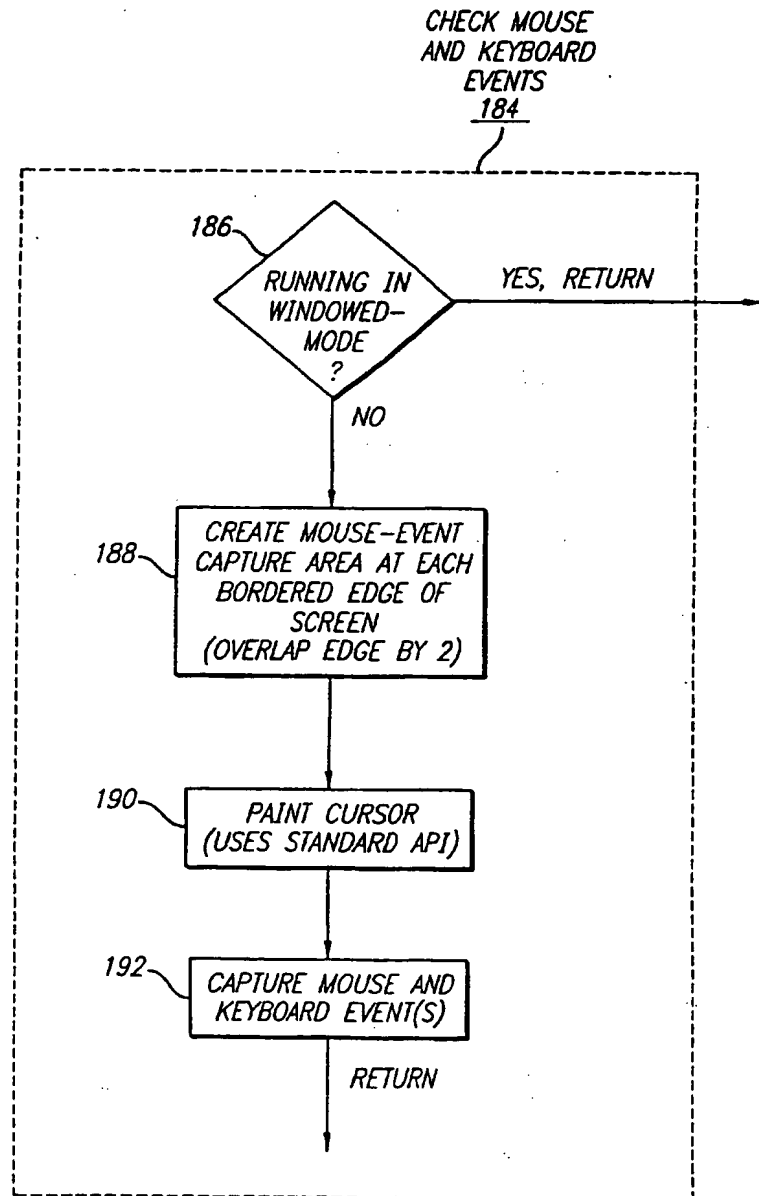 CHECK MOUSE
AND KEYBOARD
EVENTS
184
186
RUNNING IN
WINDOWED-
MODE
?
YES, RETURN
NO
188
CREATE MOUSE-EVENT
CAPTURE AREA AT EACH
BORDERED EDGE OF
SCREEN
(OVERLAP EDGE BY 2)
190
PAINT CURSOR
(USES STANDARD API)
192
CAPTURE MOUSE AND
KEYBOARD EVENT(S)
RETURN